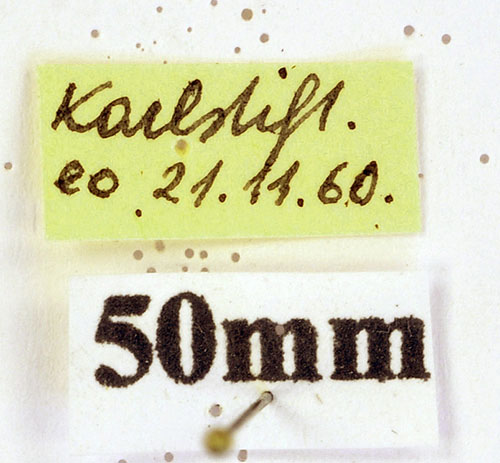 Karlstift.
eo 21.11.60.
50mm